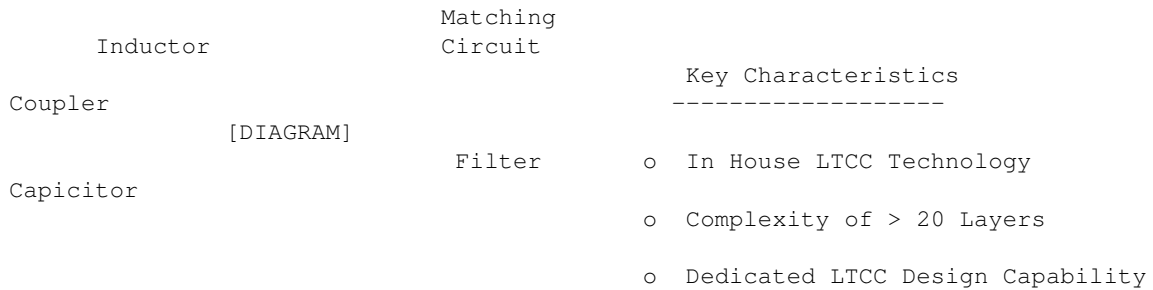 Matching
Inductor Circuit
Key Characteristics
Coupler -------------------
[DIAGRAM]
Filter o In House LTCC Technology
Capicitor
o Complexity of > 20 Layers
o Dedicated LTCC Design Capability